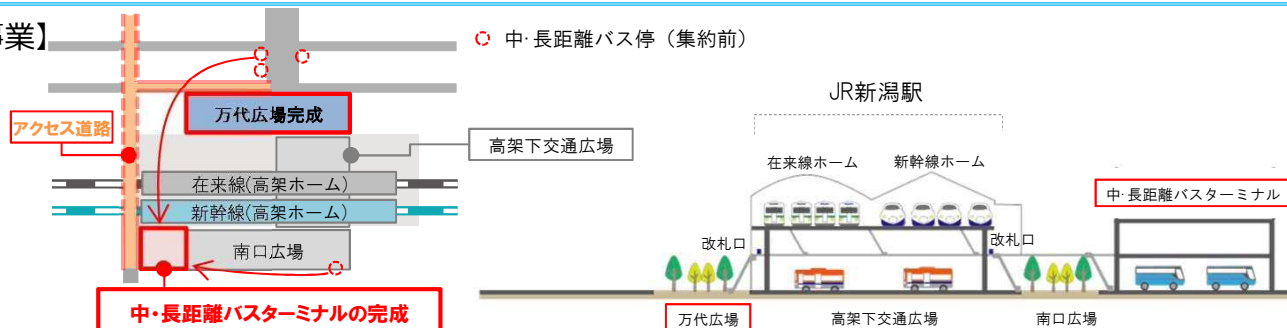 業】
中・長距離バス停（集約前）
万代広場完成
アクセス道路
高架下交通広場
在来線(高架ホーム)
新幹線(高架ホーム)
南口広場
中・長距離バスターミナルの完成
JR新潟駅
在来線ホーム
新幹線ホーム
中・長距離バスターミナル
改札口
改札口
万代広場
高架下交通広場
南口広場